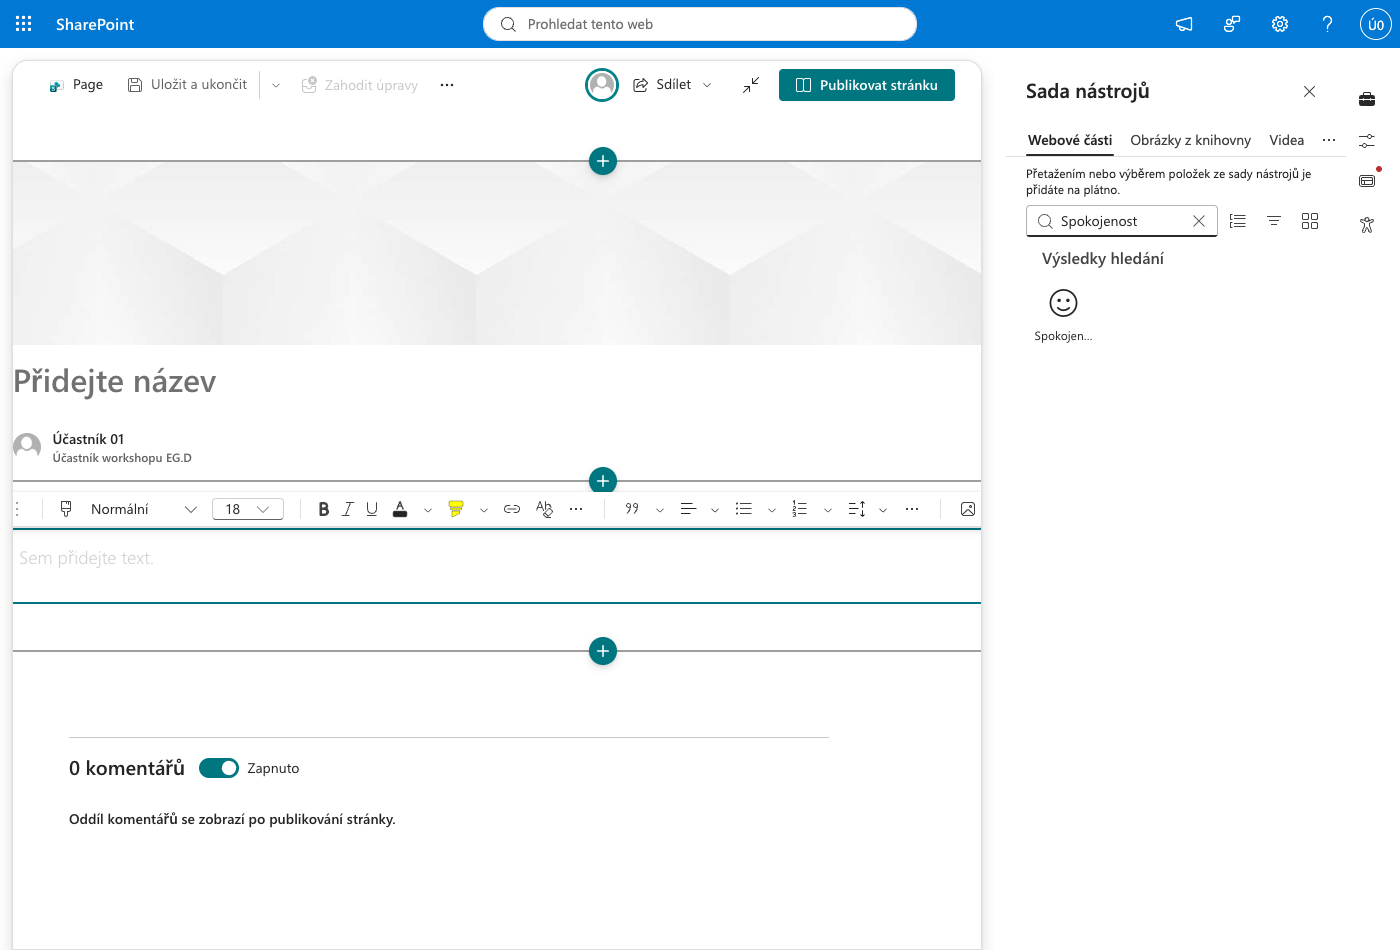 SharePoint
Prohledat tento web
Ú0
Page
Uložit a ukončit
Zahodit úpravy
Sdílet
Publikovat stránku
Přidejte název
Účastník 01
Účastník workshopu EG.D
Normální
18
Sem přidejte text.
0 komentářů
Zapnuto
Oddíl komentářů se zobrazí po publikování stránky.
Sada nástrojů
Webové části
Obrázky z knihovny
Videa
Přetažením nebo výběrem položek ze sady nástrojů je
přidáte na plátno.
Spokojenost
Výsledky hledání
Spokojen...